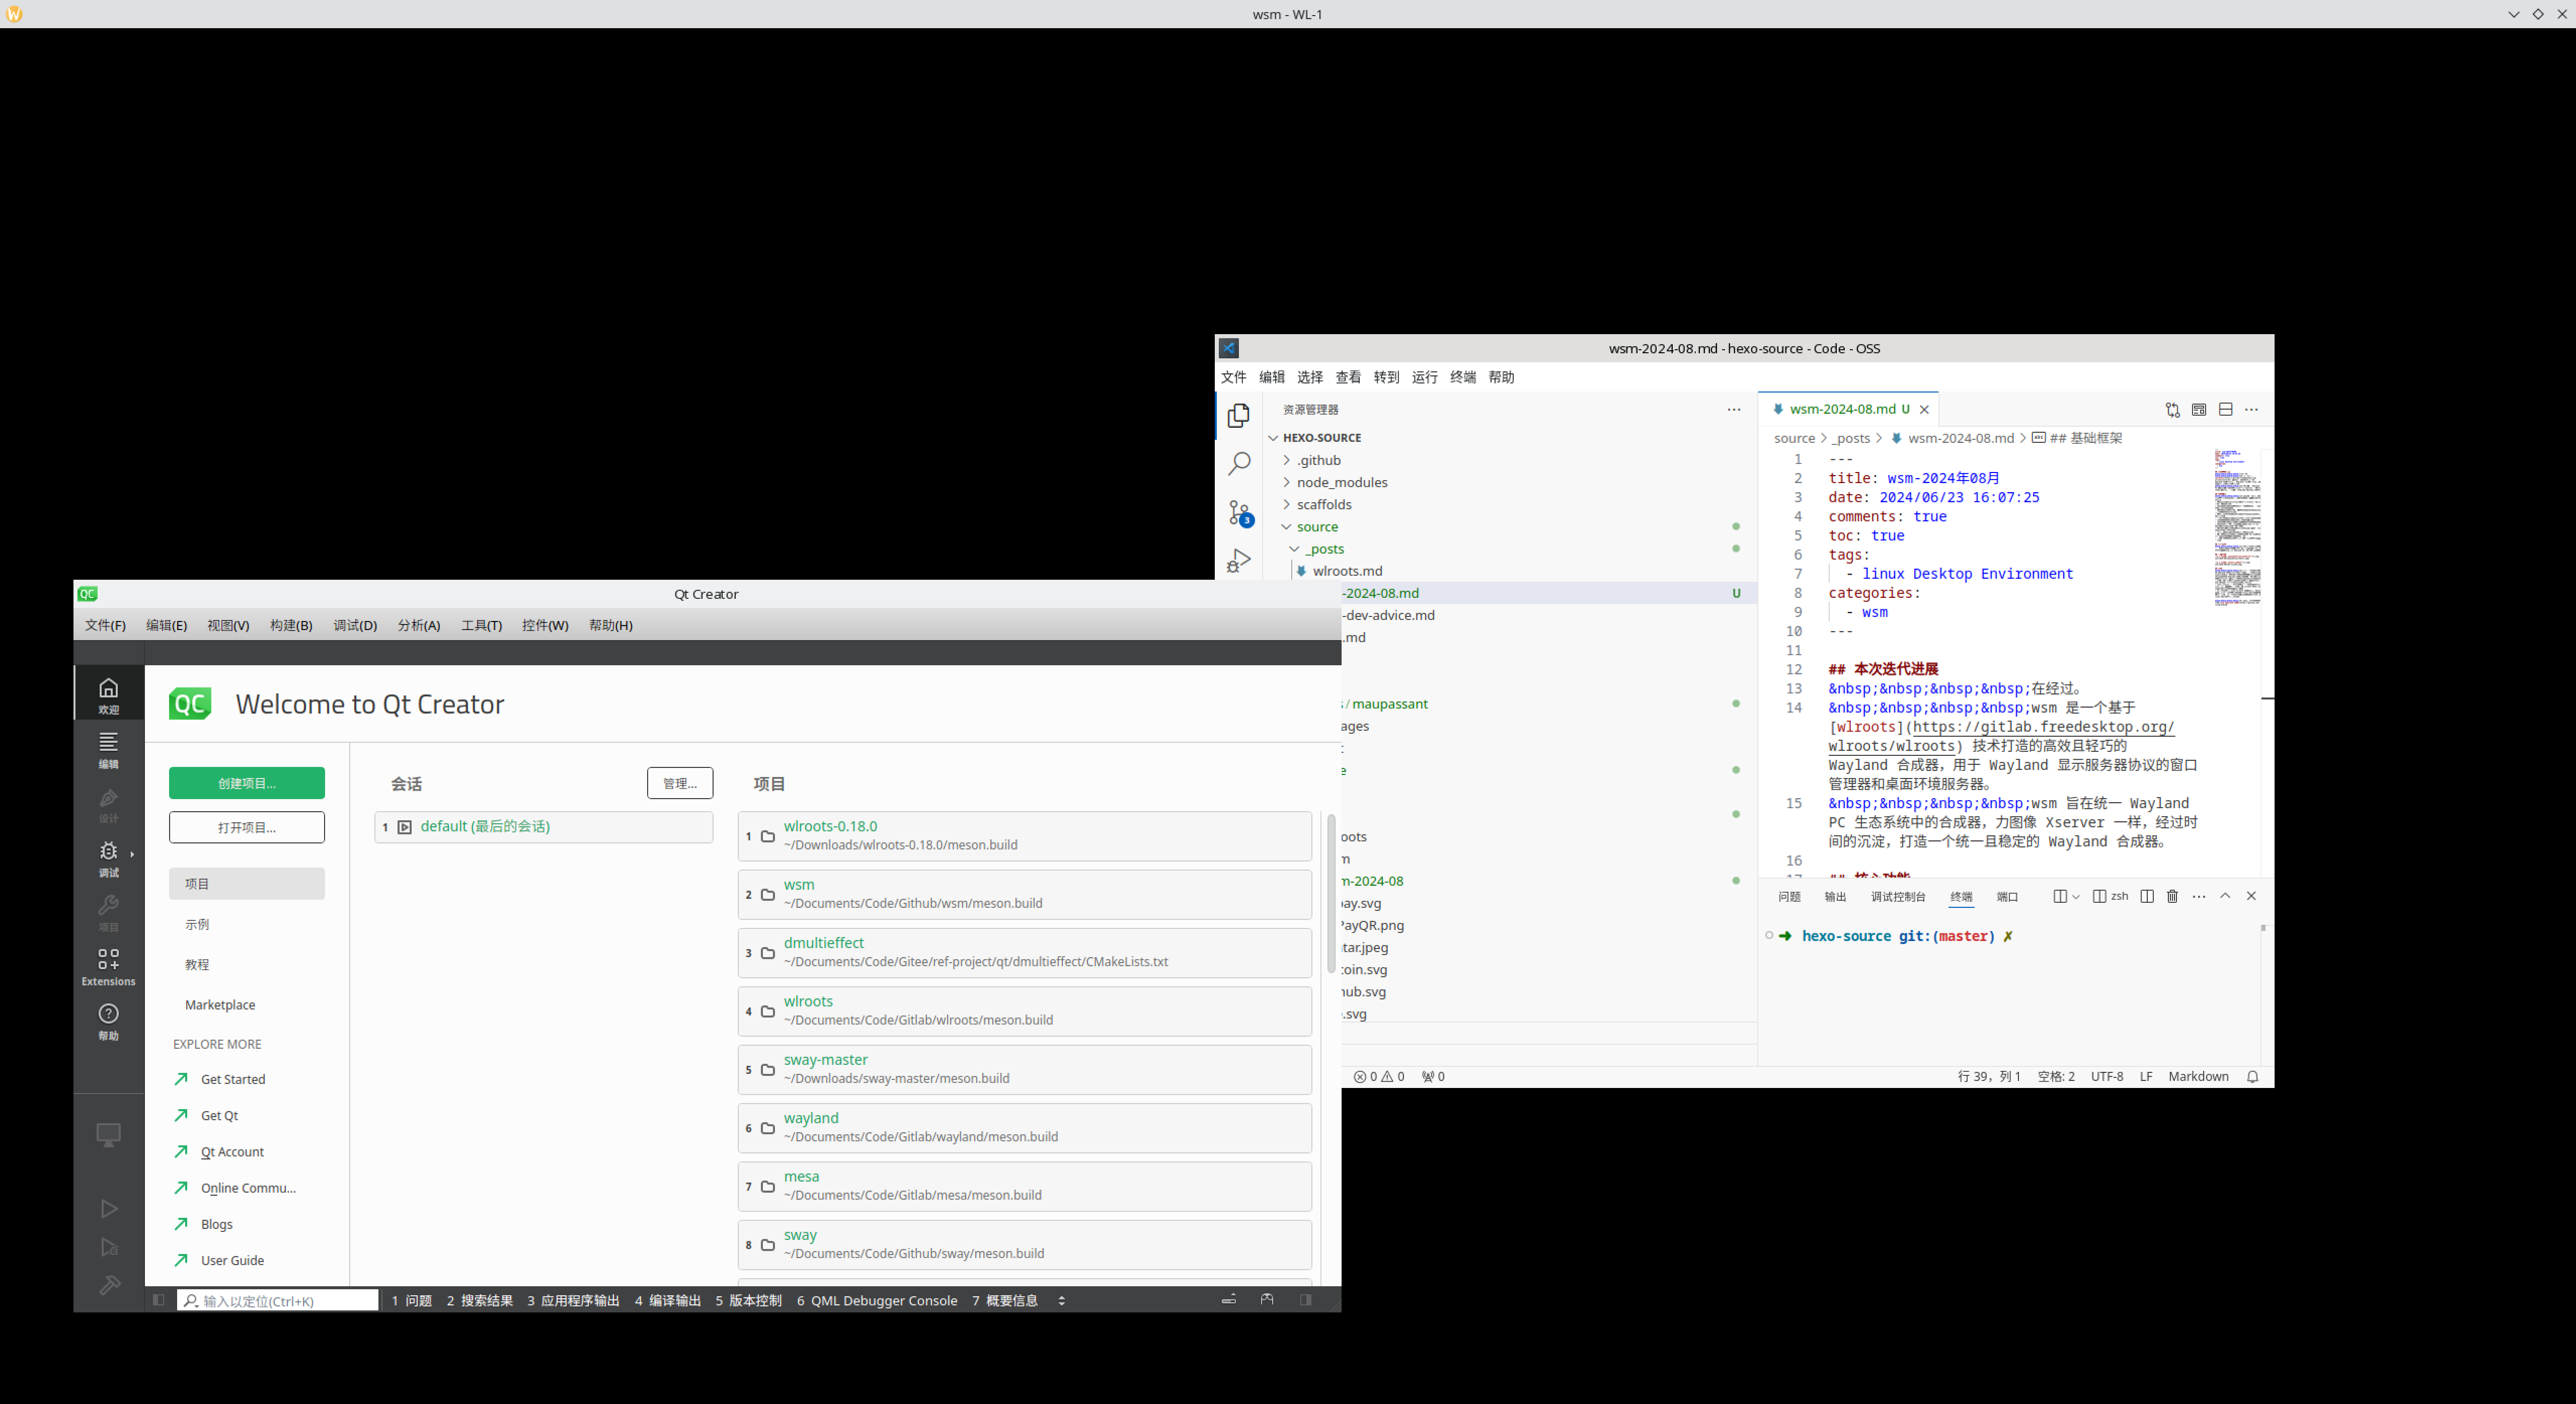 wsm - WL-1
wsm-2024-08.md - hexo-source - Code - OSS
文件 编辑 选择 查看 转到 运行 终端 帮助
资源管理器
HEXO-SOURCE
.github
node_modules
scaffolds
3
source
_posts
wlroots.md
-2024-08.md U
-dev-advice.md
.md
/ maupassant
ages
e
oots
m
m-2024-08
ay.svg
PayQR.png
tar.jpeg
coin.svg
hub.svg
.svg
0 0 0
wsm-2024-08.md U
source > _posts > wsm-2024-08.md > ## 基础框架
1 ---
2 title: wsm-2024年08月
3 date: 2024/06/23 16:07:25
4 comments: true
5 toc: true
6 tags:
7 - linux Desktop Environment
8 categories:
9 - wsm
10 ---
11
12 ## 本次迭代进展
13 &nbsp;&nbsp;&nbsp;&nbsp;在经过。
14 &nbsp;&nbsp;&nbsp;&nbsp;wsm 是一个基于
[wlroots](https://gitlab.freedesktop.org/
wlroots/wlroots) 技术打造的高效且轻巧的
Wayland 合成器，用于 Wayland 显示服务器协议的窗口
管理器和桌面环境服务器。
15 &nbsp;&nbsp;&nbsp;&nbsp;wsm 旨在统一 Wayland
PC 生态系统中的合成器，力图像 Xserver 一样，经过时
间的沉淀，打造一个统一且稳定的 Wayland 合成器。
16
17 ## 核心功能
问题 输出 调试控制台 终端 端口 zsh
hexo-source git:(master) ✗
行 39，列 1 空格: 2 UTF-8 LF Markdown
QC Qt Creator
文件(F) 编辑(E) 视图(V) 构建(B) 调试(D) 分析(A) 工具(T) 控件(W) 帮助(H)
欢迎
编辑
设计
调试
项目
Extensions
帮助
QC Welcome to Qt Creator
创建项目...
打开项目...
项目
示例
教程
Marketplace
EXPLORE MORE
Get Started
Get Qt
Qt Account
Online Commu...
Blogs
User Guide
会话 管理...
1 default (最后的会话)
项目
1 wlroots-0.18.0
~/Downloads/wlroots-0.18.0/meson.build
2 wsm
~/Documents/Code/Github/wsm/meson.build
3 dmultieffect
~/Documents/Code/Gitee/ref-project/qt/dmultieffect/CMakeLists.txt
4 wlroots
~/Documents/Code/Gitlab/wlroots/meson.build
5 sway-master
~/Downloads/sway-master/meson.build
6 wayland
~/Documents/Code/Gitlab/wayland/meson.build
7 mesa
~/Documents/Code/Gitlab/mesa/meson.build
8 sway
~/Documents/Code/Github/sway/meson.build
输入以定位(Ctrl+K) 1 问题 2 搜索结果 3 应用程序输出 4 编译输出 5 版本控制 6 QML Debugger Console 7 概要信息